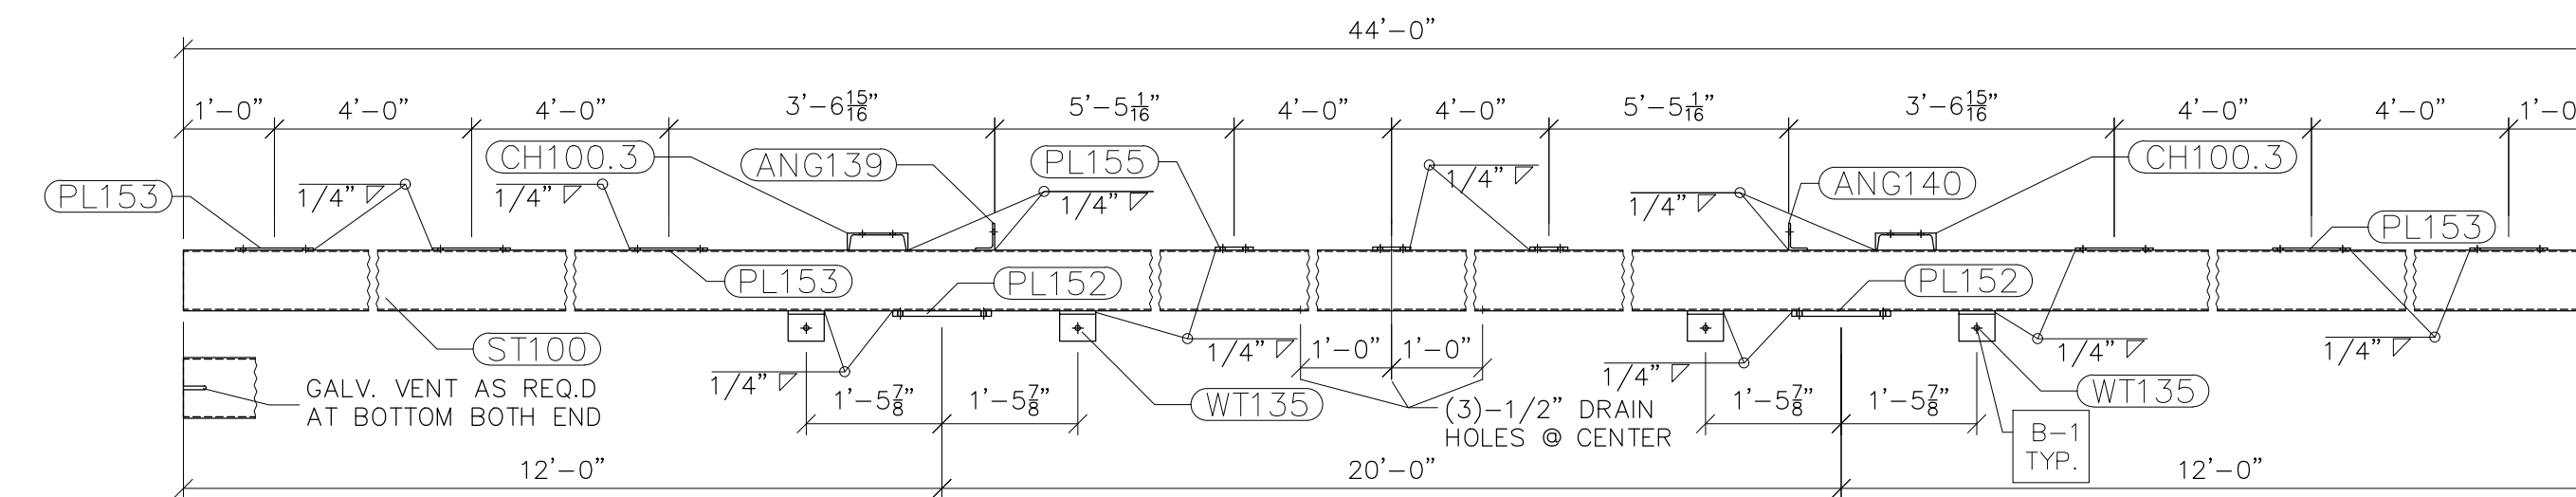 44'-0"
1'-0" 4'-0" 4'-0" 3'-6 15/16" 5'-5 1/16" 4'-0" 4'-0" 5'-5 1/16" 3'-6 15/16" 4'-0" 4'-0" 1'-0
CH100.3 ANG139 PL155 CH100.3
ANG140
PL153 1/4" 1/4" 1/4" 1/4" 1/4" PL153
PL153 PL152 PL152
ST100
1/4" 1/4" 1/4" 1/4" 1/4" 1/4"
1'-0" 1'-0"
GALV. VENT AS REQ.D
AT BOTTOM BOTH END
1'-5 7/8" 1'-5 7/8" WT135 1'-5 7/8" 1'-5 7/8" WT135
(3)-1/2" DRAIN
HOLES @ CENTER
B-1
TYP.
12'-0" 20'-0" 12'-0"